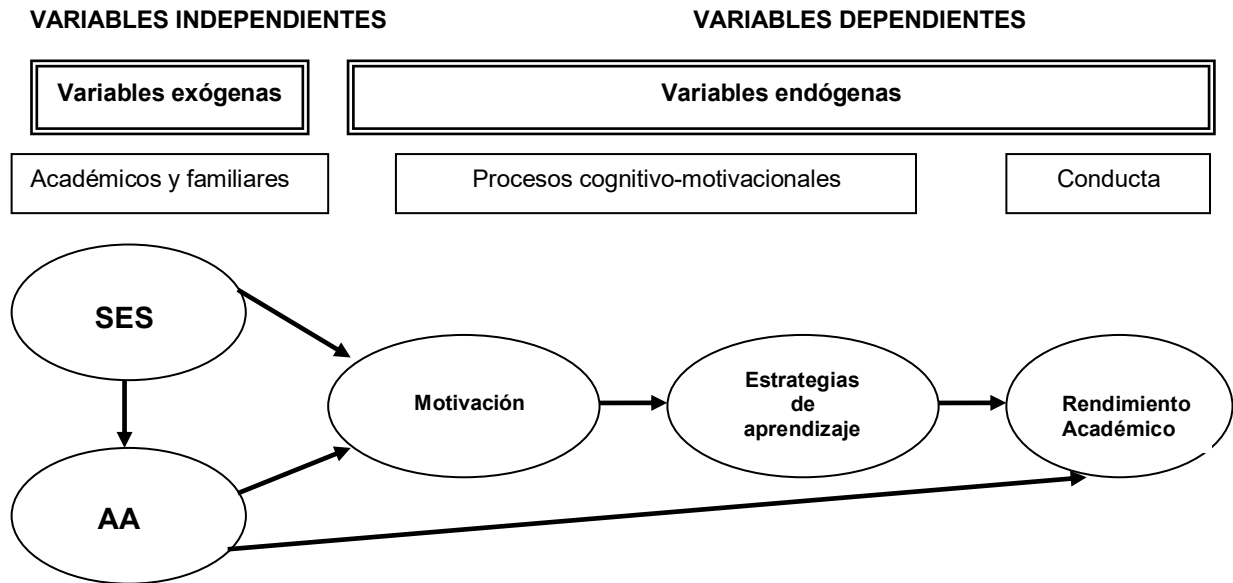 VARIABLES INDEPENDIENTES
VARIABLES DEPENDIENTES
Variables exógenas
Variables endógenas
Académicos y familiares
Procesos cognitivo-motivacionales
Conducta
SES
Motivación
Estrategias
de
aprendizaje
Rendimiento
Académico
AA